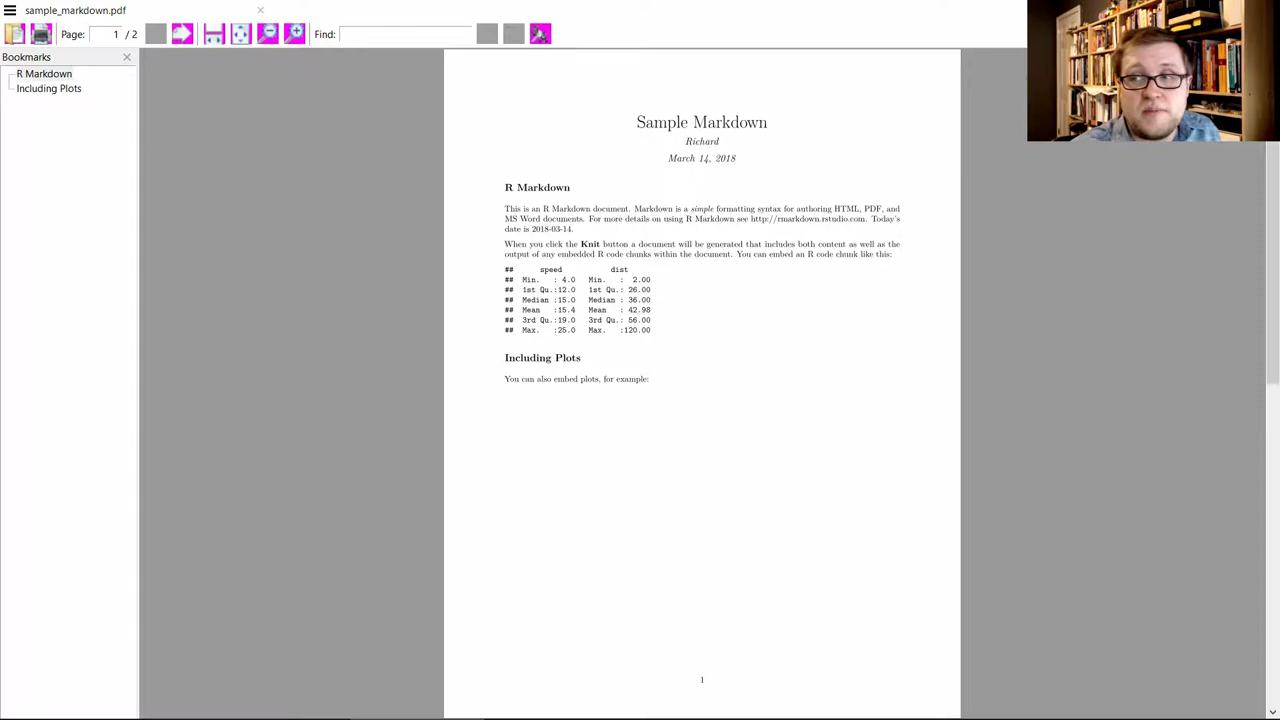 sample_markdown.pdf
Page: 1 / 2 Find:
Bookmarks
R Markdown
Including Plots
Sample Markdown
Richard
March 14, 2018
R Markdown
This is an R Markdown document. Markdown is a simple formatting syntax for authoring HTML, PDF, and
MS Word documents. For more details on using R Markdown see http://rmarkdown.rstudio.com. Today's
date is 2018-03-14.
When you click the Knit button a document will be generated that includes both content as well as the
output of any embedded R code chunks within the document. You can embed an R code chunk like this:
## speed dist
## Min. : 4.0 Min. : 2.00
## 1st Qu.:12.0 1st Qu.: 26.00
## Median :15.0 Median : 36.00
## Mean :15.4 Mean : 42.98
## 3rd Qu.:19.0 3rd Qu.: 56.00
## Max. :25.0 Max. :120.00
Including Plots
You can also embed plots, for example:
1